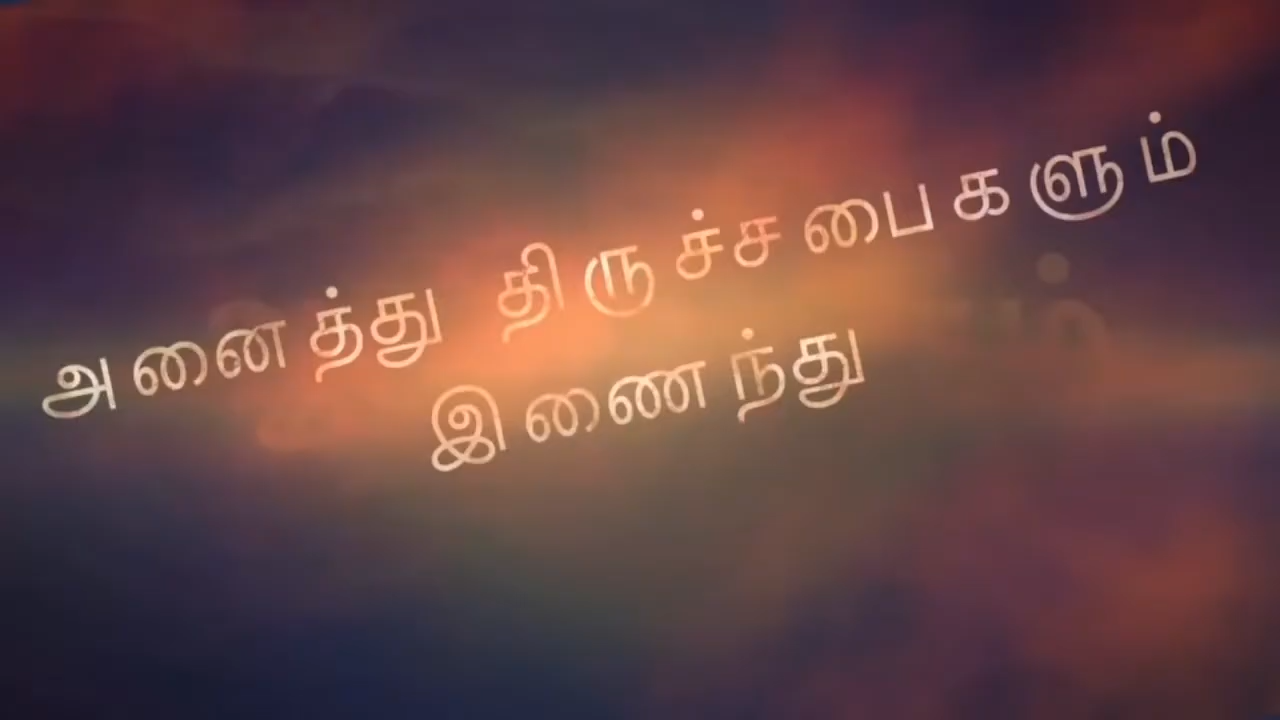 அனைத்து திருச்சபைகளும்
இணைந்து